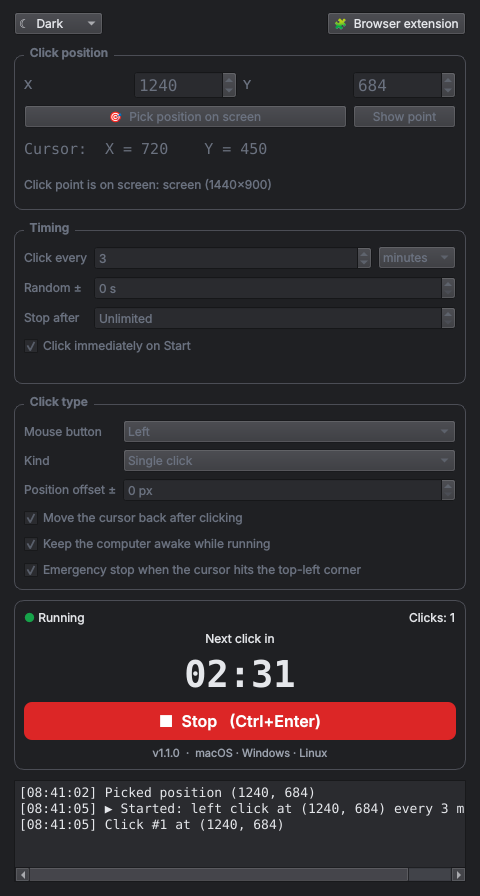 Dark
Browser extension
Click position
X 1240 Y 684
Pick position on screen Show point
Cursor: X = 720 Y = 450
Click point is on screen: screen (1440×900)
Timing
Click every 3 minutes
Random ± 0 s
Stop after Unlimited
Click immediately on Start
Click type
Mouse button Left
Kind Single click
Position offset ± 0 px
Move the cursor back after clicking
Keep the computer awake while running
Emergency stop when the cursor hits the top-left corner
Running Clicks: 1
Next click in
02:31
Stop (Ctrl+Enter)
v1.1.0 · macOS · Windows · Linux
[08:41:02] Picked position (1240, 684)
[08:41:05] ▶ Started: left click at (1240, 684) every 3 m
[08:41:05] Click #1 at (1240, 684)